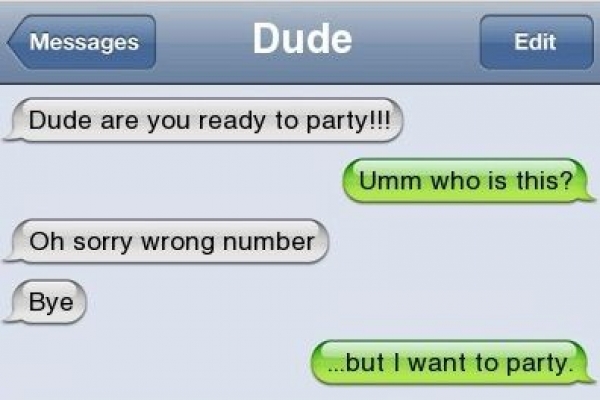 Messages
Dude
Edit
Dude are you ready to party!!!
Umm who is this?
Oh sorry wrong number
Bye
...but I want to party.